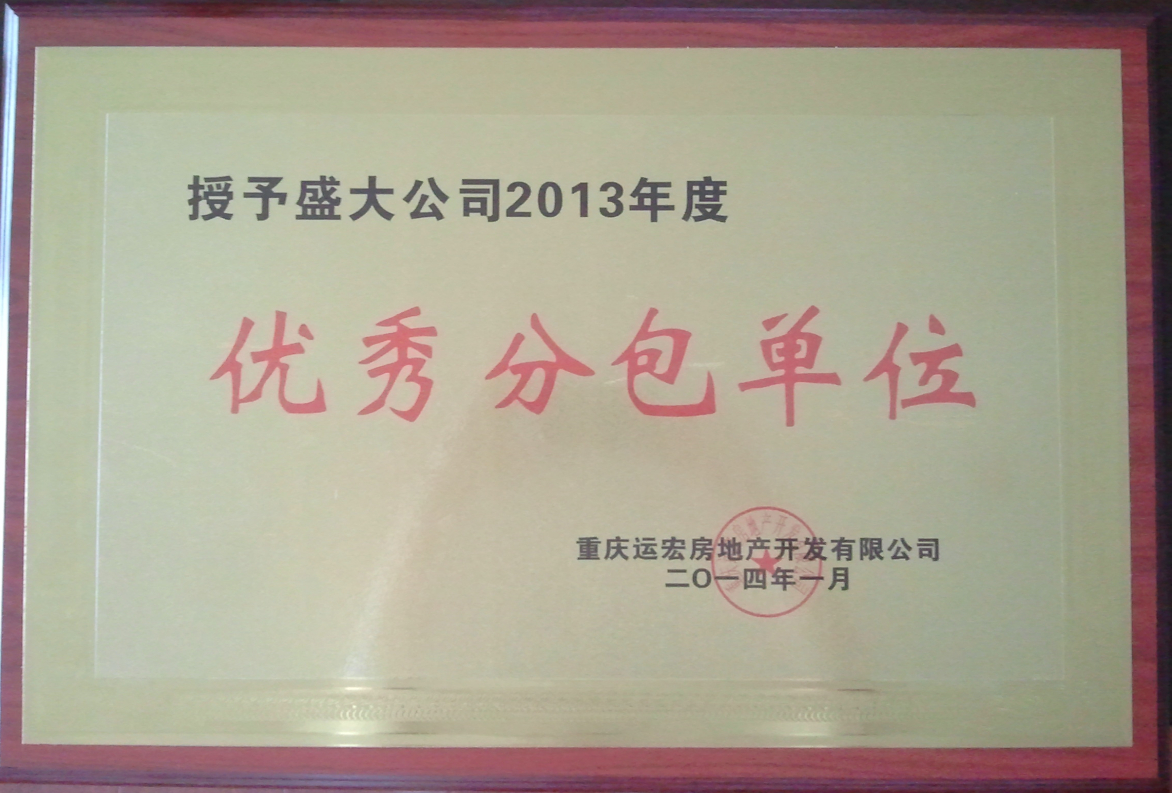 授予盛大公司2013年度
优秀分包单位
重庆运宏房地产开发有限公司
二〇一四年一月